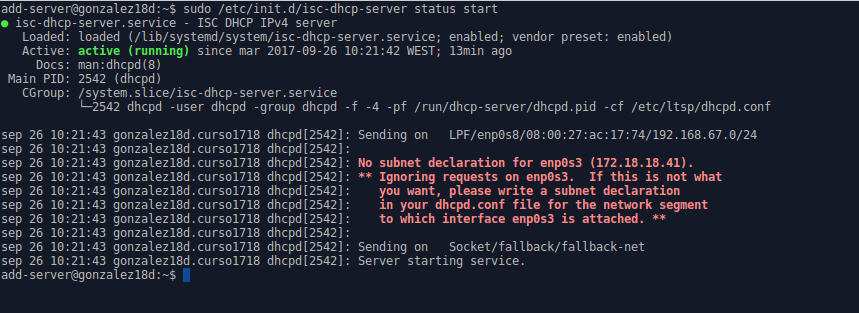 add-server@gonzalez18d:~$ sudo /etc/init.d/isc-dhcp-server status start
● isc-dhcp-server.service - ISC DHCP IPv4 server
   Loaded: loaded (/lib/systemd/system/isc-dhcp-server.service; enabled; vendor preset: enabled)
   Active: active (running) since mar 2017-09-26 10:21:42 WEST; 13min ago
     Docs: man:dhcpd(8)
 Main PID: 2542 (dhcpd)
   CGroup: /system.slice/isc-dhcp-server.service
           └─2542 dhcpd -user dhcpd -group dhcpd -f -4 -pf /run/dhcp-server/dhcpd.pid -cf /etc/ltsp/dhcpd.conf

sep 26 10:21:43 gonzalez18d.curso1718 dhcpd[2542]: Sending on   LPF/enp0s8/08:00:27:ac:17:74/192.168.67.0/24
sep 26 10:21:43 gonzalez18d.curso1718 dhcpd[2542]:
sep 26 10:21:43 gonzalez18d.curso1718 dhcpd[2542]: No subnet declaration for enp0s3 (172.18.18.41).
sep 26 10:21:43 gonzalez18d.curso1718 dhcpd[2542]: ** Ignoring requests on enp0s3.  If this is not what
sep 26 10:21:43 gonzalez18d.curso1718 dhcpd[2542]:    you want, please write a subnet declaration
sep 26 10:21:43 gonzalez18d.curso1718 dhcpd[2542]:    in your dhcpd.conf file for the network segment
sep 26 10:21:43 gonzalez18d.curso1718 dhcpd[2542]:    to which interface enp0s3 is attached. **
sep 26 10:21:43 gonzalez18d.curso1718 dhcpd[2542]:
sep 26 10:21:43 gonzalez18d.curso1718 dhcpd[2542]: Sending on   Socket/fallback/fallback-net
sep 26 10:21:43 gonzalez18d.curso1718 dhcpd[2542]: Server starting service.
add-server@gonzalez18d:~$